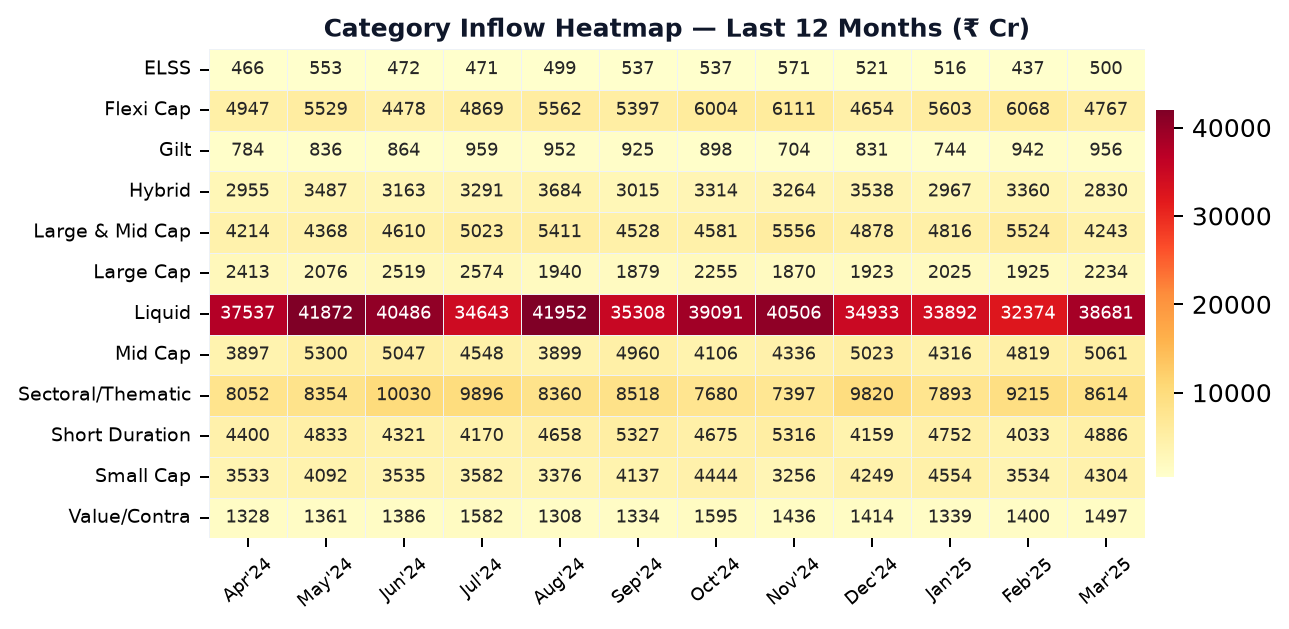 Category Inflow Heatmap — Last 12 Months (₹ Cr)
ELSS 466 553 472 471 499 537 537 571 521 516 437 500
Flexi Cap 4947 5529 4478 4869 5562 5397 6004 6111 4654 5603 6068 4767
Gilt 784 836 864 959 952 925 898 704 831 744 942 956
Hybrid 2955 3487 3163 3291 3684 3015 3314 3264 3538 2967 3360 2830
Large & Mid Cap 4214 4368 4610 5023 5411 4528 4581 5556 4878 4816 5524 4243
Large Cap 2413 2076 2519 2574 1940 1879 2255 1870 1923 2025 1925 2234
Liquid 37537 41872 40486 34643 41952 35308 39091 40506 34933 33892 32374 38681
Mid Cap 3897 5300 5047 4548 3899 4960 4106 4336 5023 4316 4819 5061
Sectoral/Thematic 8052 8354 10030 9896 8360 8518 7680 7397 9820 7893 9215 8614
Short Duration 4400 4833 4321 4170 4658 5327 4675 5316 4159 4752 4033 4886
Small Cap 3533 4092 3535 3582 3376 4137 4444 3256 4249 4554 3534 4304
Value/Contra 1328 1361 1386 1582 1308 1334 1595 1436 1414 1339 1400 1497
Apr'24 May'24 Jun'24 Jul'24 Aug'24 Sep'24 Oct'24 Nov'24 Dec'24 Jan'25 Feb'25 Mar'25
40000
30000
20000
10000